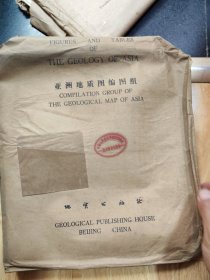 FIGURES AND TABLES
OF
THE GEOLOGY OF ASIA
亚洲地质图编图组
COMPILATION GROUP OF
THE GEOLOGICAL MAP OF ASIA
地质出版社
GEOLOGICAL PUBLISHING HOUSE
BEIJING CHINA